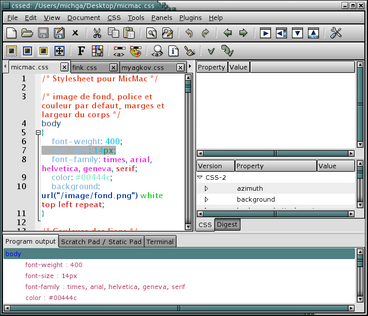 cssed: /Users/michga/Desktop/micmac.css
File Edit View Document CSS Tools Panels Plugins Help
micmac.css fink.css myagkov.css
1 /* Stylesheet pour MicMac */
2
3 /* image de fond, police et
couleur par defaut, marges et
largeur du corps */
4 body
5 {
6 font-weight: 400;
7 14px;
8 font-family: times, arial,
helvetica, geneva, serif;
9 color: #00444c;
10 background:
url("/image/fond.png") white
top left repeat;
11 }
12
Property Value
Version Property Value
CSS-2
azimuth
background
CSS Digest
Program output Scratch Pad / Static Pad Terminal
body
font-weight : 400
font-size : 14px
font-family : times, arial, helvetica, geneva, serif
color : #00444c